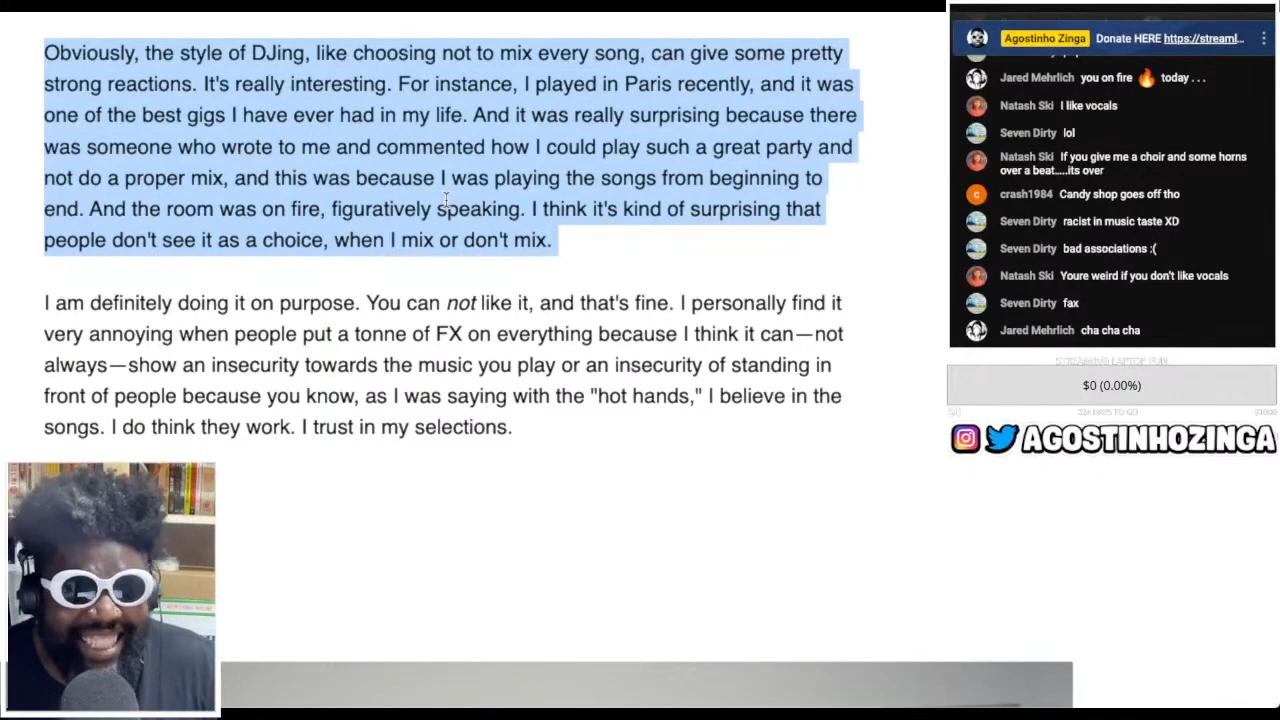 Obviously, the style of DJing, like choosing not to mix every song, can give some pretty
strong reactions. It's really interesting. For instance, I played in Paris recently, and it was
one of the best gigs I have ever had in my life. And it was really surprising because there
was someone who wrote to me and commented how I could play such a great party and
not do a proper mix, and this was because I was playing the songs from beginning to
end. And the room was on fire, figuratively speaking. I think it's kind of surprising that
people don't see it as a choice, when I mix or don't mix.
I am definitely doing it on purpose. You can not like it, and that's fine. I personally find it
very annoying when people put a tonne of FX on everything because I think it can—not
always—show an insecurity towards the music you play or an insecurity of standing in
front of people because you know, as I was saying with the "hot hands," I believe in the
songs. I do think they work. I trust in my selections.
Agostinho Zinga Donate HERE https://streaml...
Jared Mehrlich you on fire 🔥 today . . .
Natash Ski I like vocals
Seven Dirty lol
Natash Ski If you give me a choir and some horns
over a beat.....its over
crash1984 Candy shop goes off tho
Seven Dirty racist in music taste XD
Seven Dirty bad associations :(
Natash Ski Youre weird if you don't like vocals
Seven Dirty fax
Jared Mehrlich cha cha cha
STREAMING LAPTOP FUN
$0 (0.00%)
$0 224 DAYS TO GO $1000
AGOSTINHOZINGA